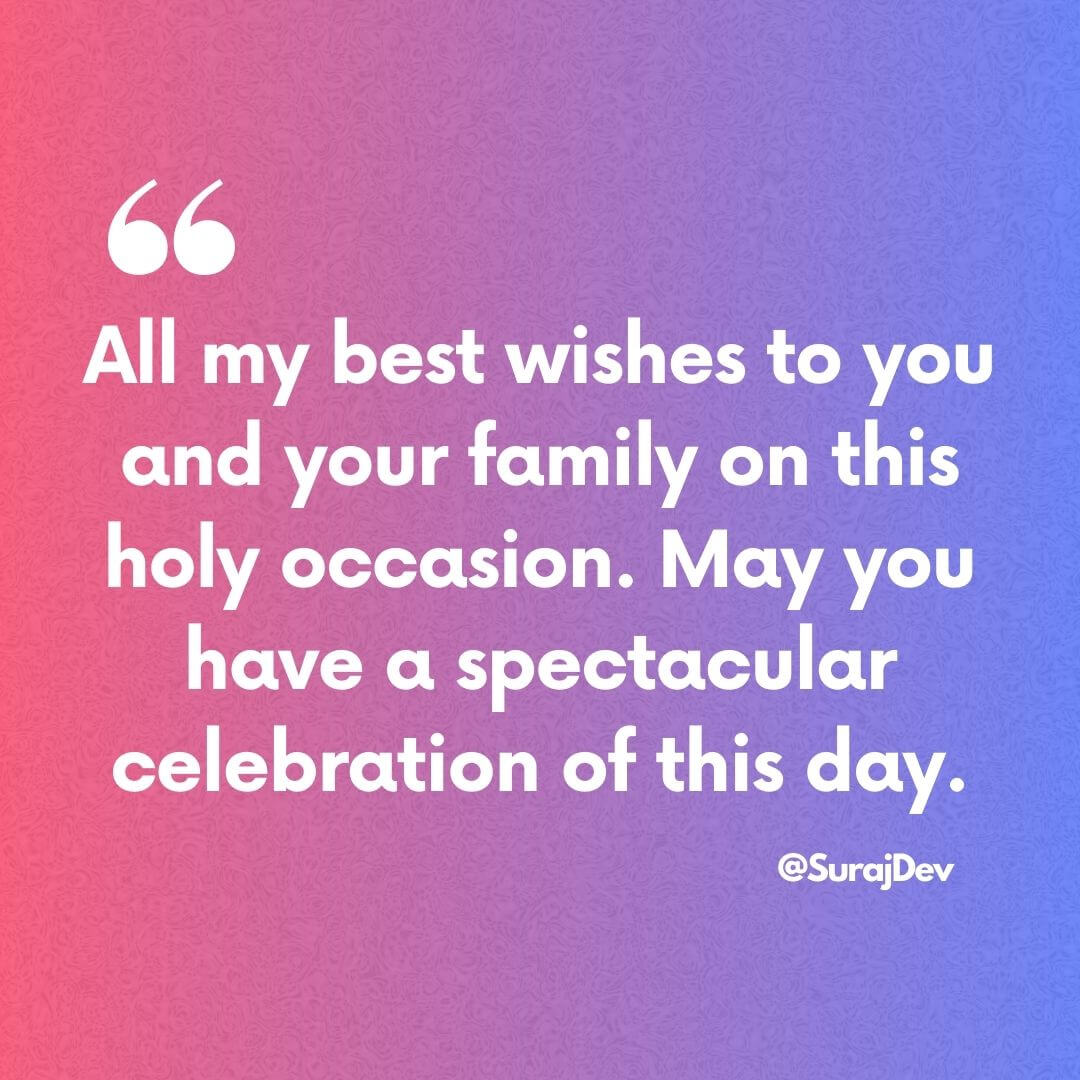 “
All my best wishes to you
and your family on this
holy occasion. May you
have a spectacular
celebration of this day.
@SurajDev